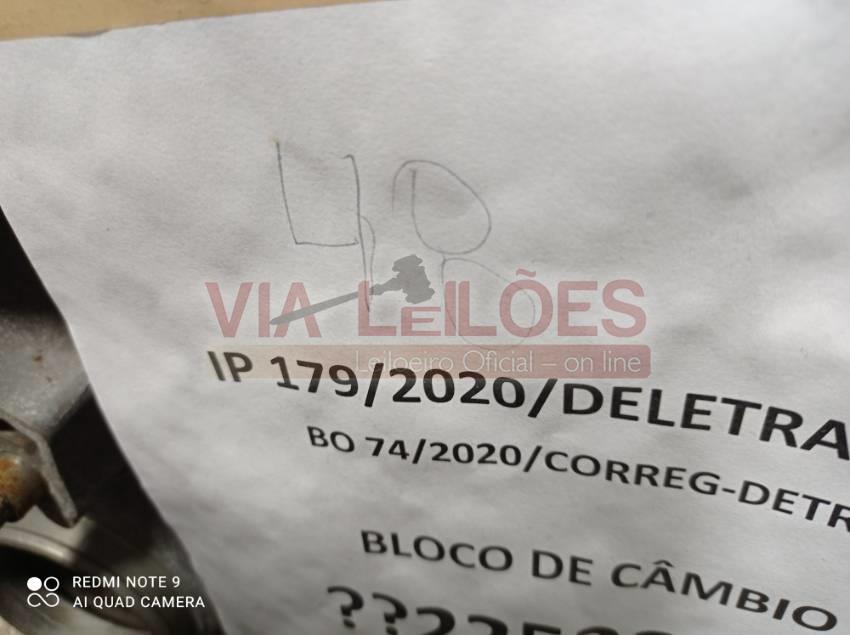 48
VIA LEILÕES
Leiloeiro Oficial – on line
IP 179/2020/DELETRA
BO 74/2020/CORREG-DETR
BLOCO DE CÂMBIO
REDMI NOTE 9
AI QUAD CAMERA